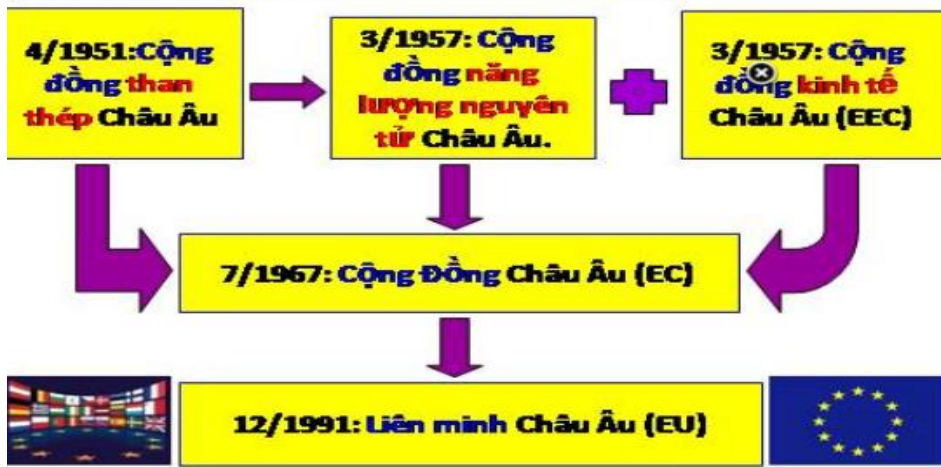 4/1951:Cộng
đồng than
thép Châu Âu
3/1957: Cộng
đồng năng
lượng nguyên
tử Châu Âu.
3/1957: Cộng
đồng kinh tế
Châu Âu (EEC)
7/1967: Cộng Đồng Châu Âu (EC)
12/1991: Liên minh Châu Âu (EU)